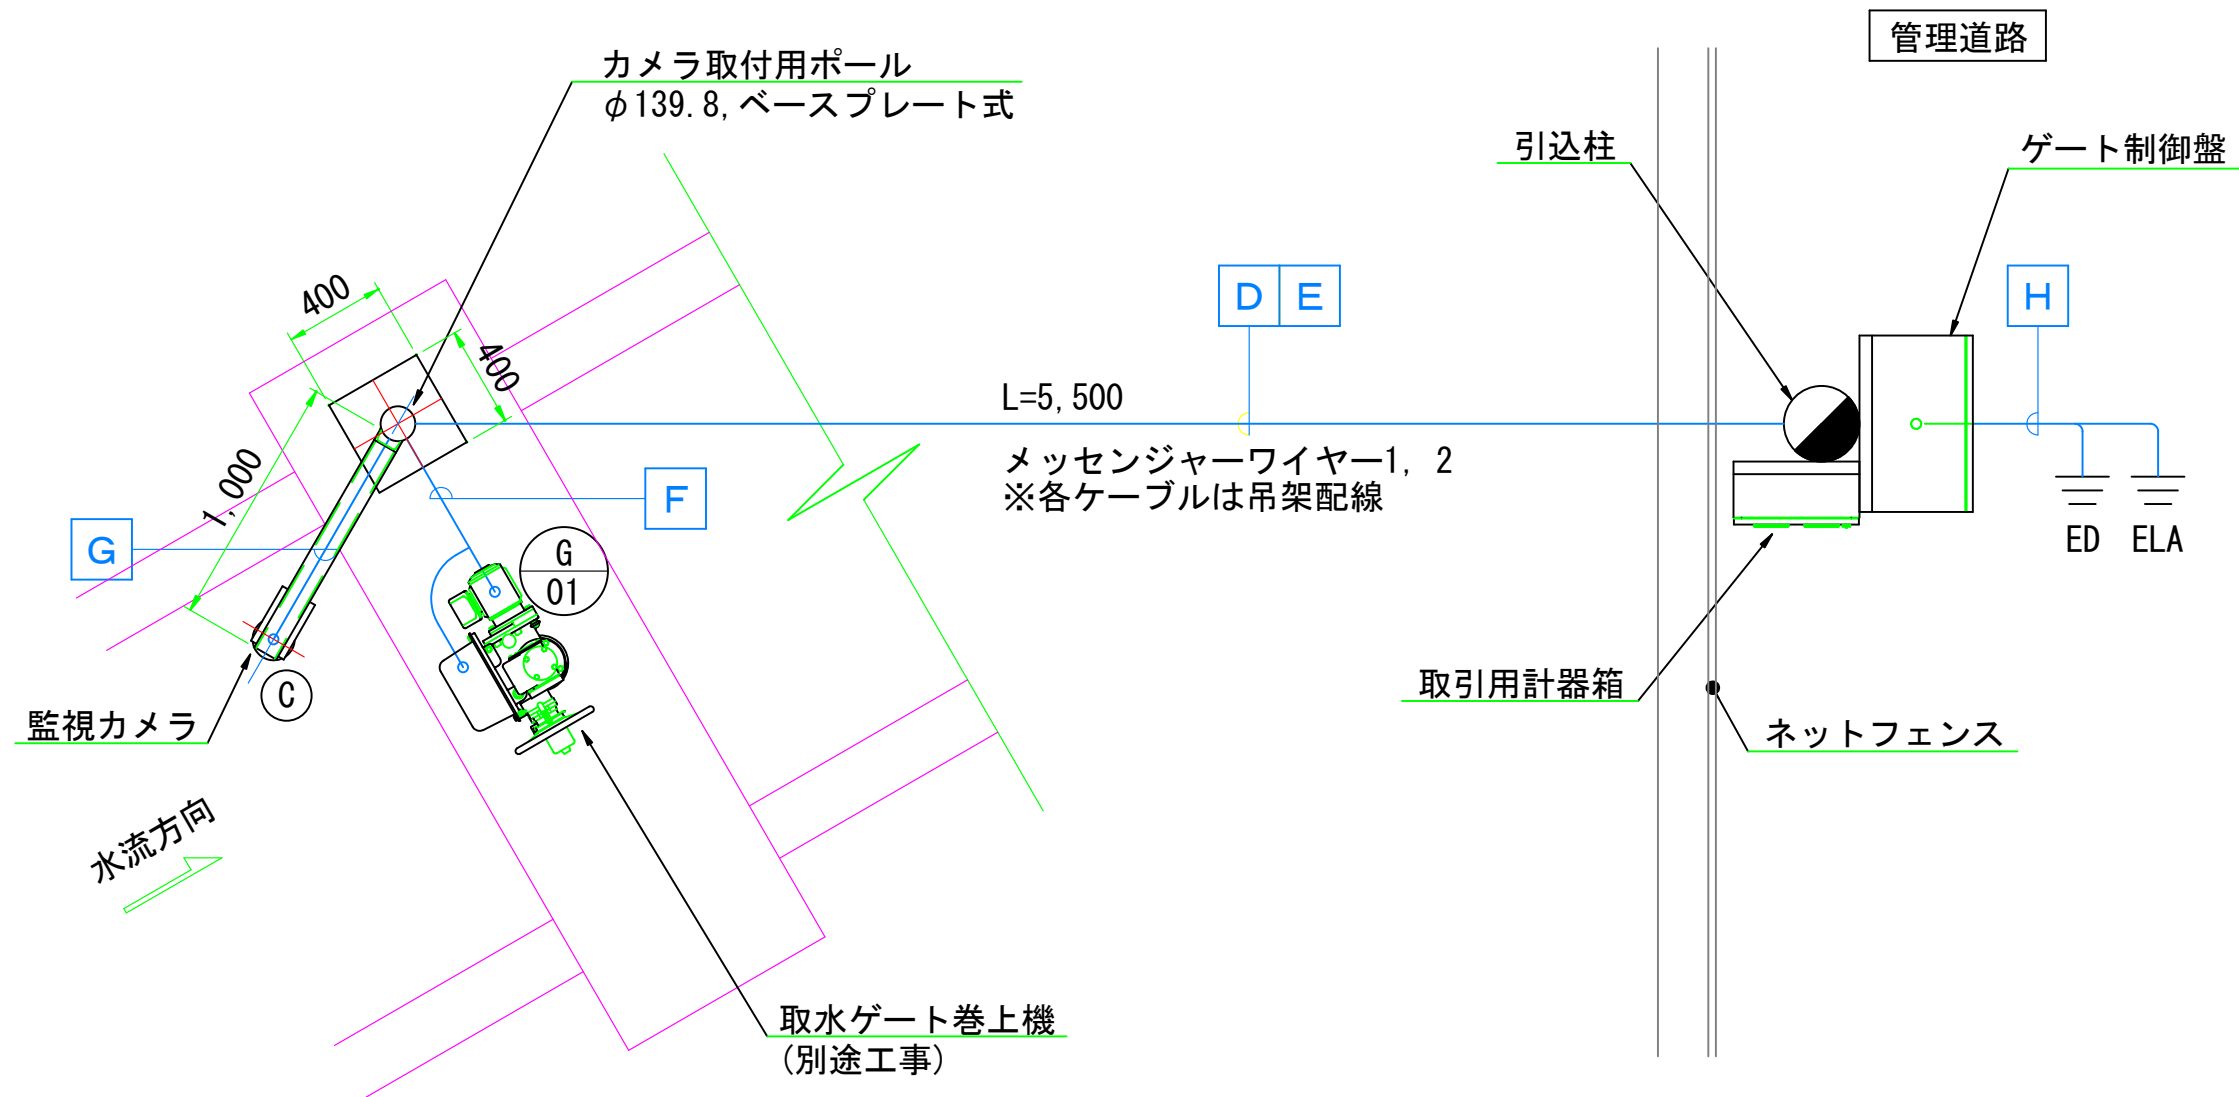 管理道路
カメラ取付用ポール
φ139.8,ベースプレート式
引込柱
ゲート制御盤
400
400
D E
H
L=5,500
メッセンジャーワイヤー1, 2
※各ケーブルは吊架配線
1,000
F
G
G
01
ED ELA
C
監視カメラ
取引用計器箱
ネットフェンス
水流方向
取水ゲート巻上機
(別途工事)